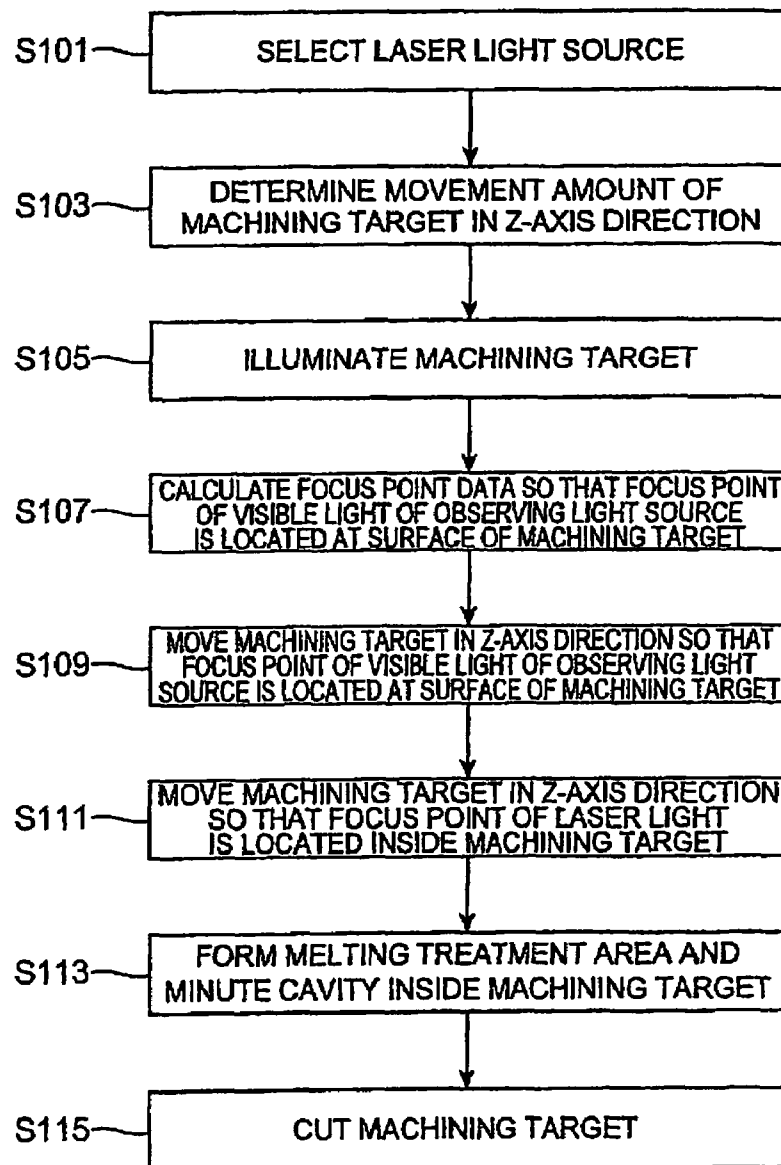 S101
SELECT LASER LIGHT SOURCE
S103
DETERMINE MOVEMENT AMOUNT OF
MACHINING TARGET IN Z-AXIS DIRECTION
S105
ILLUMINATE MACHINING TARGET
S107
CALCULATE FOCUS POINT DATA SO THAT FOCUS POINT
OF VISIBLE LIGHT OF OBSERVING LIGHT SOURCE
IS LOCATED AT SURFACE OF MACHINING TARGET
S109
MOVE MACHINING TARGET IN Z-AXIS DIRECTION SO THAT
FOCUS POINT OF VISIBLE LIGHT OF OBSERVING LIGHT
SOURCE IS LOCATED AT SURFACE OF MACHINING TARGET
S111
MOVE MACHINING TARGET IN Z-AXIS DIRECTION
SO THAT FOCUS POINT OF LASER LIGHT
IS LOCATED INSIDE MACHINING TARGET
S113
FORM MELTING TREATMENT AREA AND
MINUTE CAVITY INSIDE MACHINING TARGET
S115
CUT MACHINING TARGET